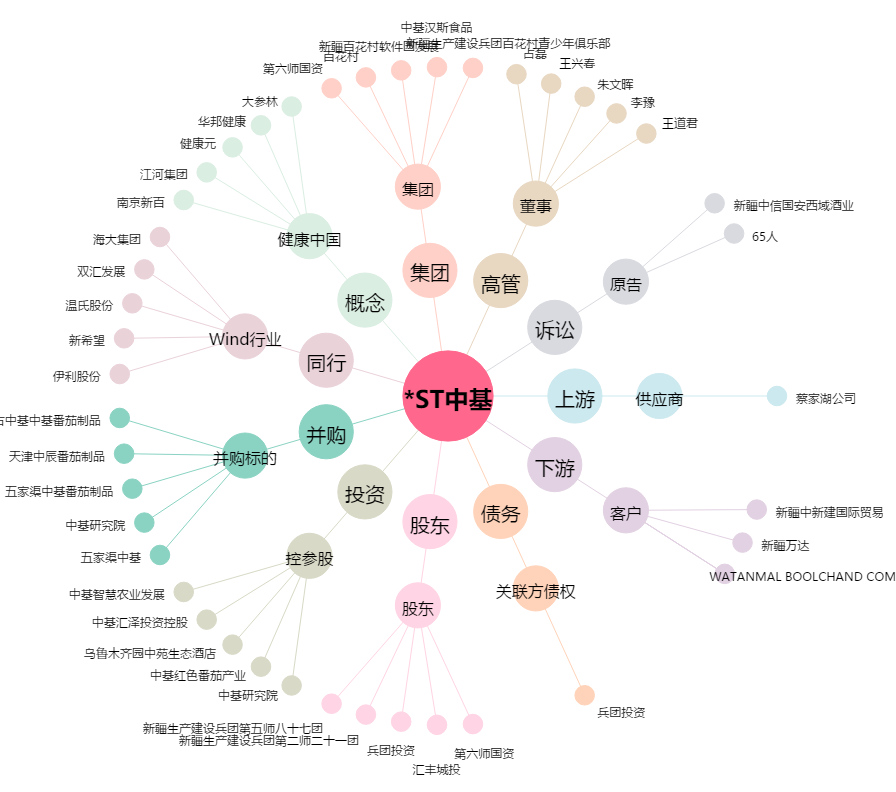 中基汉斯食品
新疆生产建设兵团百花村青少年俱乐部
百花村
占磊
王兴春
第六师国资
朱文晖
大参林
李豫
华邦健康
王道君
健康元
江河集团
集团
南京新百
董事
新疆中信国安西域酒业
海大集团
健康中国
65人
双汇发展
集团
高管
原告
温氏股份
概念
诉讼
新希望
Wind行业
同行
伊利股份
*ST中基
上游
供应商
蔡家湖公司
中基中基番茄制品
并购
天津中辰番茄制品
并购标的
下游
五家渠中基番茄制品
投资
债务
客户
新疆中新建国际贸易
中基研究院
股东
新疆万达
五家渠中基
控参股
WATANMAL BOOLCHAND COM
中基智慧农业发展
关联方债权
中基汇泽投资控股
股东
乌鲁木齐园中苑生态酒店
中基红色番茄产业
中基研究院
兵团投资
新疆生产建设兵团第五师八十七团
新疆生产建设兵团第二师二十一团
兵团投资
第六师国资
汇丰城投